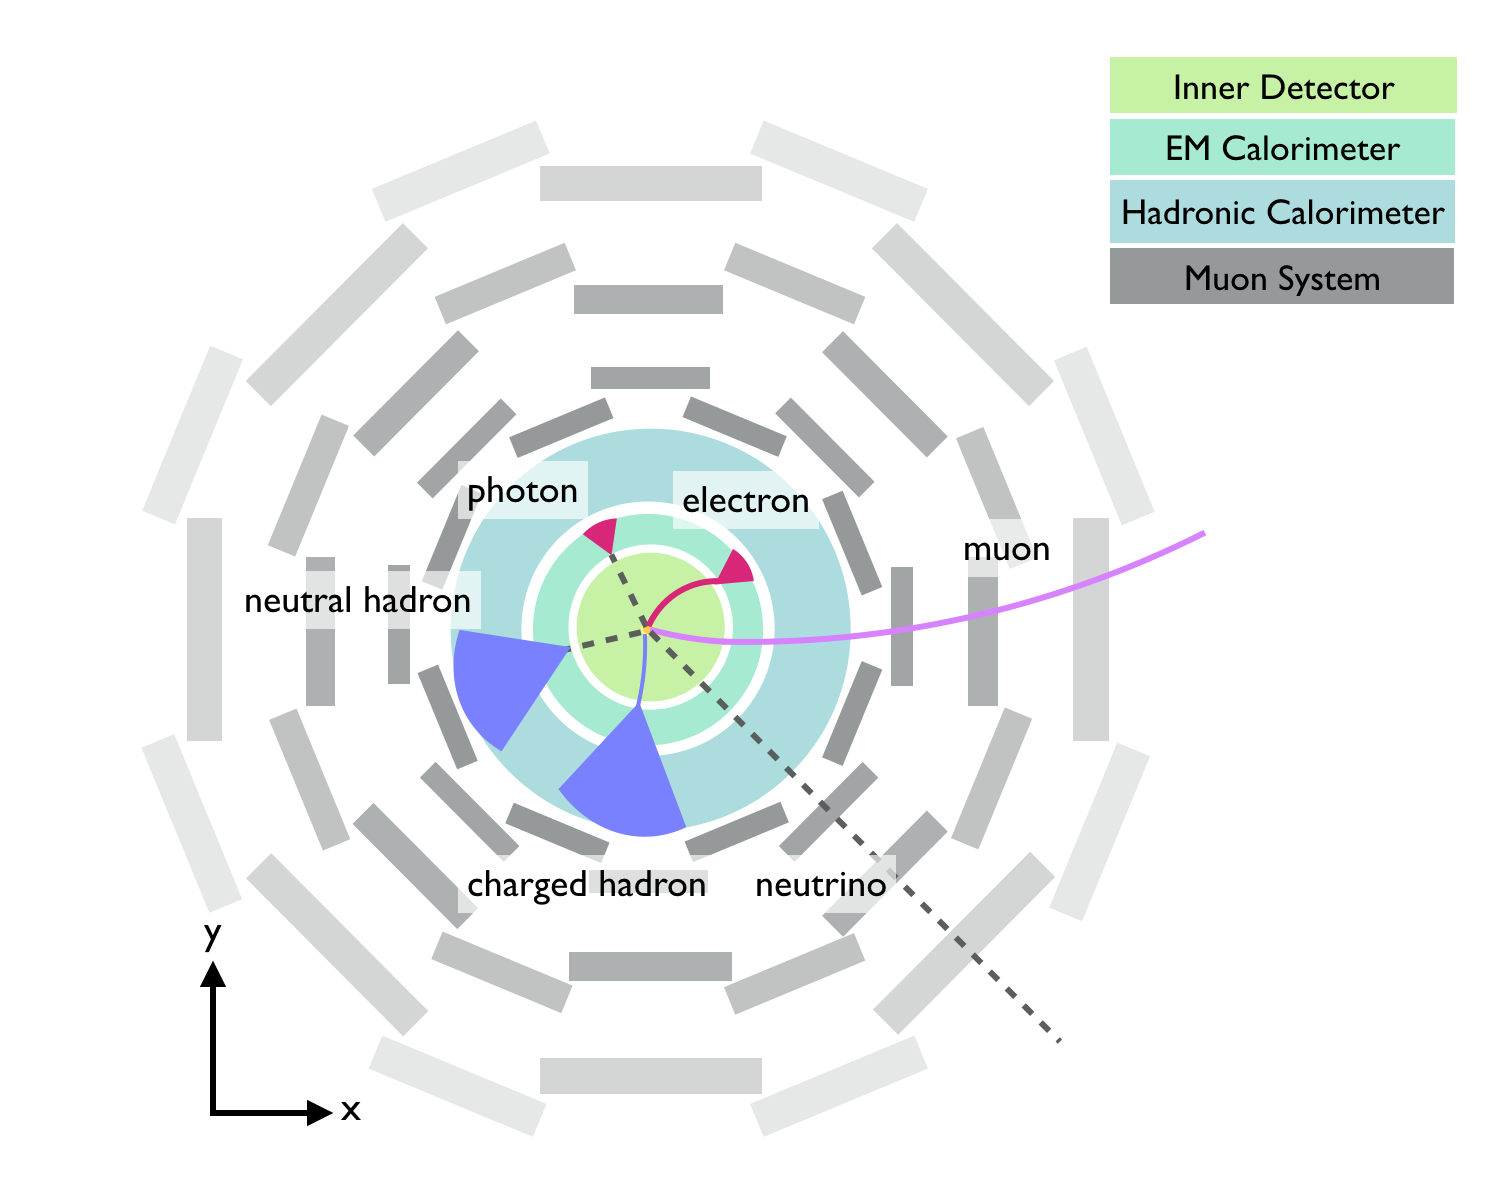 Inner Detector
EM Calorimeter
Hadronic Calorimeter
Muon System
photon
electron
muon
neutral hadron
charged hadron
neutrino
y
x